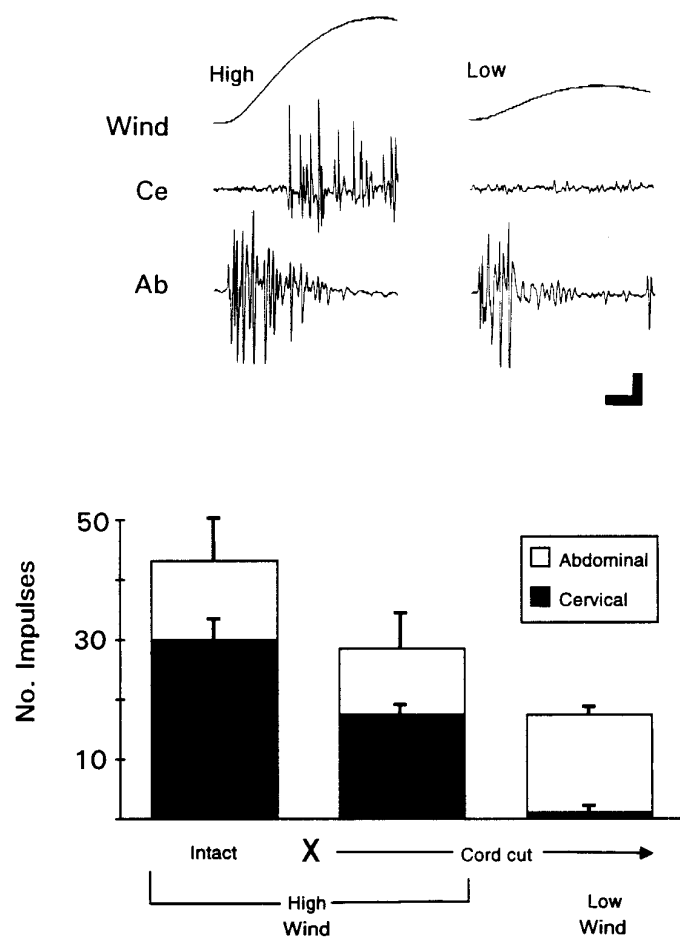 High
Low
Wind
Ce
Ab
50
30
10
No. Impulses
Abdominal
Cervical
Intact X Cord cut
High
Wind
Low
Wind